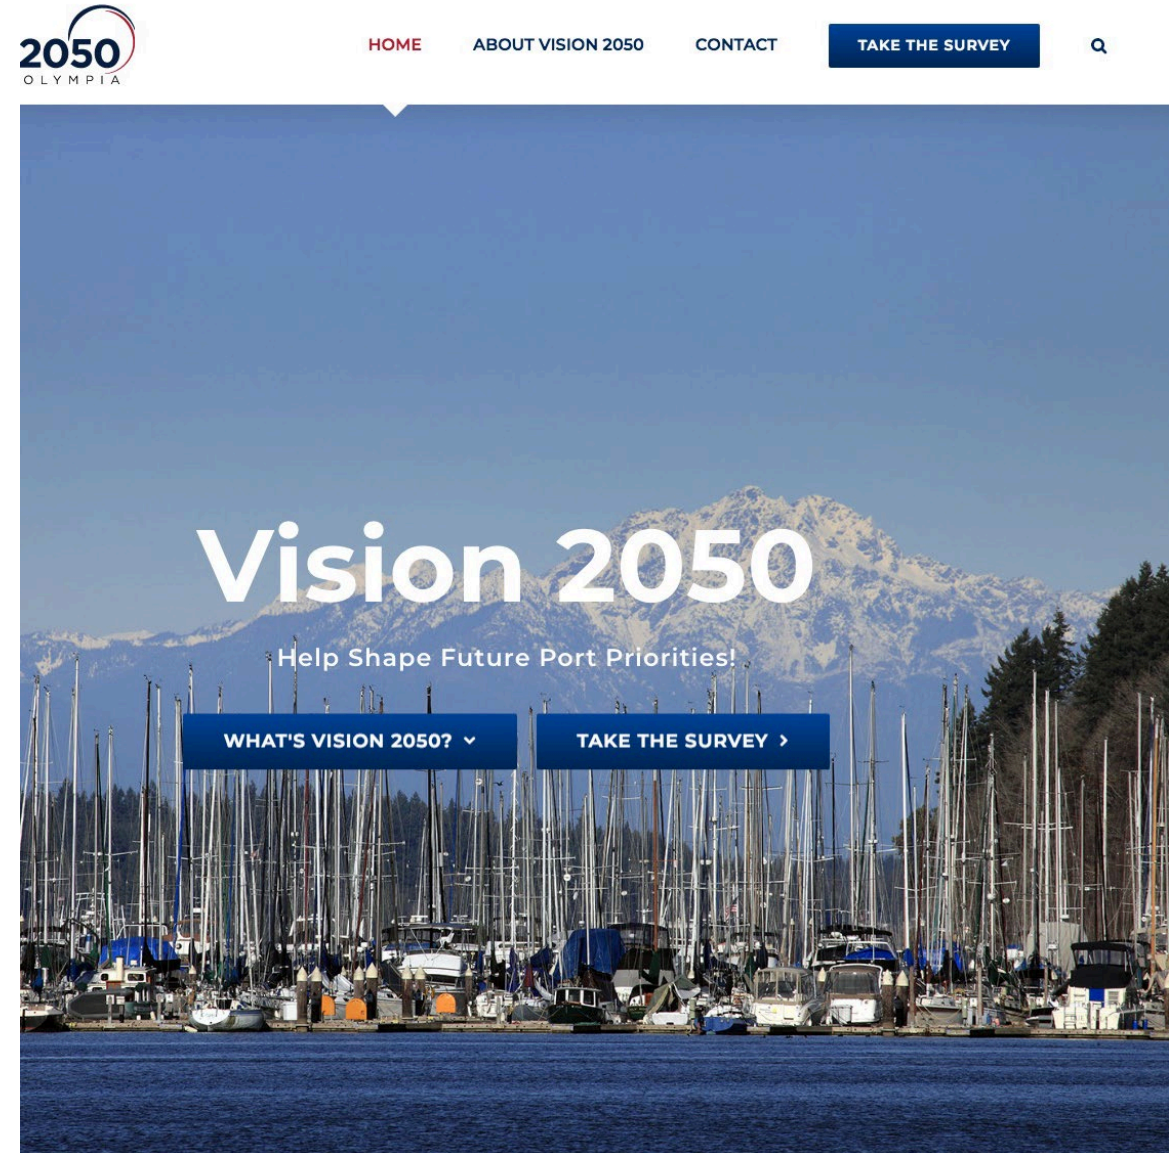 2050
OLYMPIA
HOME
ABOUT VISION 2050
CONTACT
TAKE THE SURVEY
Vision 2050
Help Shape Future Port Priorities!
WHAT'S VISION 2050?
TAKE THE SURVEY